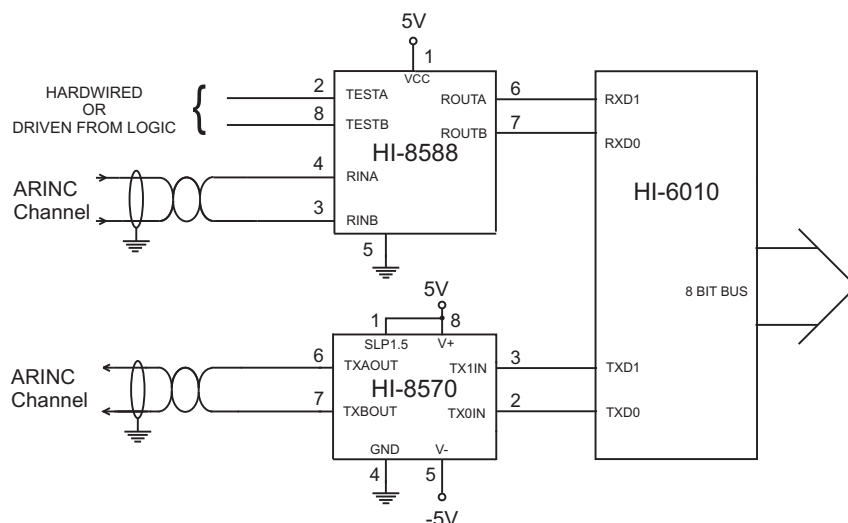 5V
1
VCC
HARDWIRED
OR
DRIVEN FROM LOGIC
{
2
TESTA
8
TESTB
ROUTA
6
ROUTB
7
RXD1
RXD0
HI-8588
HI-6010
ARINC
Channel
4
RINA
3
RINB
5
8 BIT BUS
5V
1
8
SLP1.5
V+
ARINC
Channel
6
TXAOUT
7
TXBOUT
HI-8570
TX1IN
3
TX0IN
2
TXD1
TXD0
GND
V-
4
5
-5V